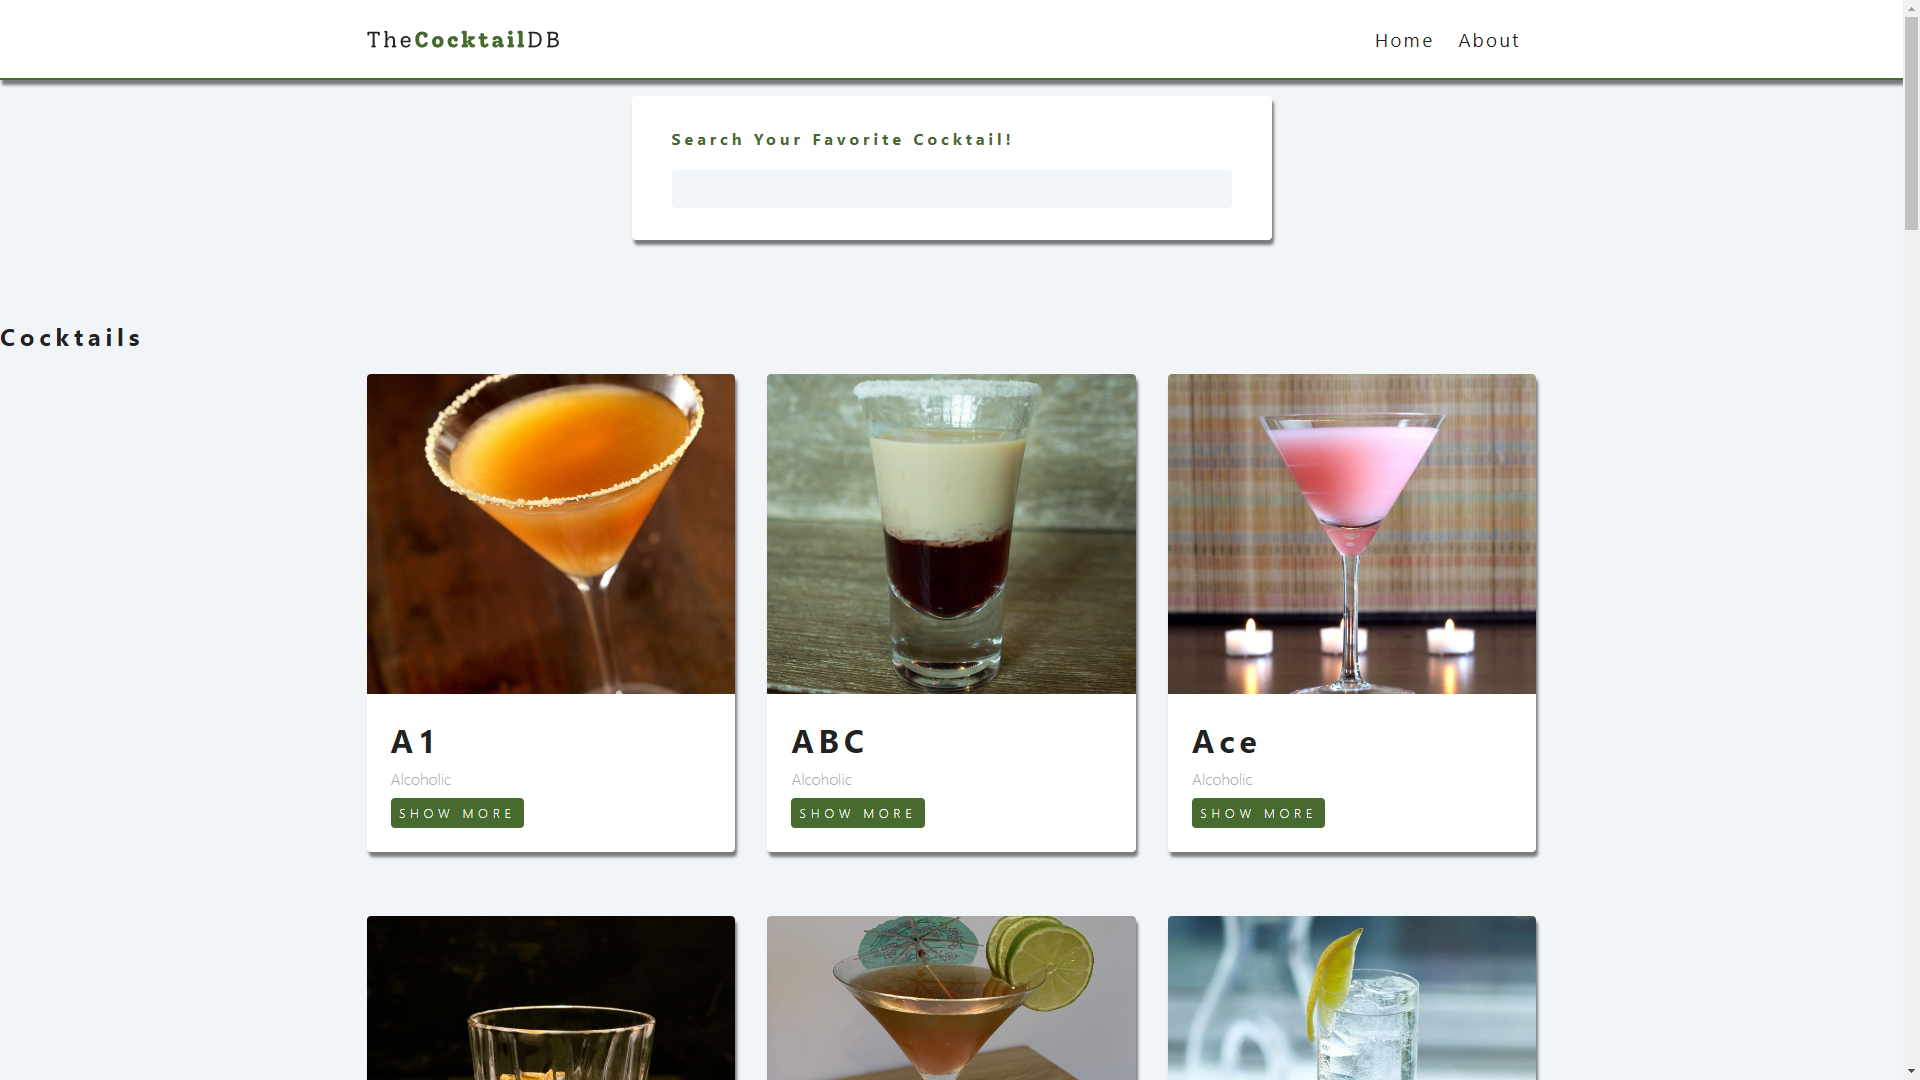 TheCocktailDB
Home About
Search Your Favorite Cocktail!
Cocktails
A1
Alcoholic
SHOW MORE
ABC
Alcoholic
SHOW MORE
Ace
Alcoholic
SHOW MORE